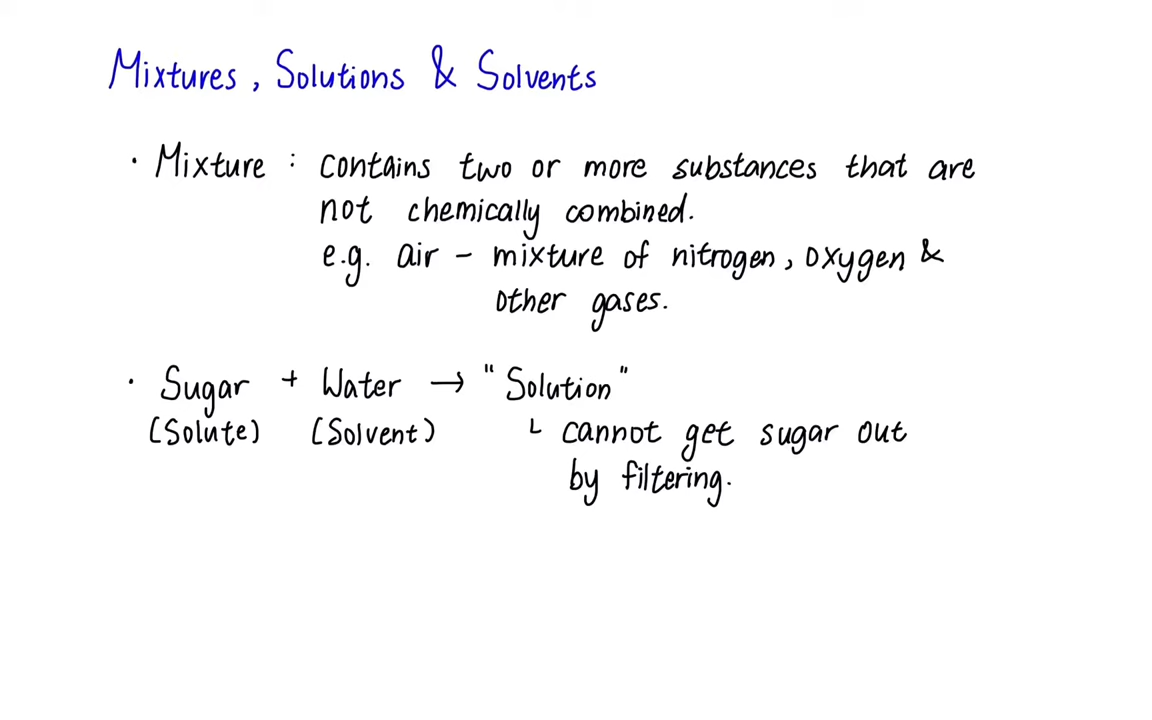 Mixtures, Solutions & Solvents
· Mixture : contains two or more substances that are
not chemically combined.
e.g. air - mixture of nitrogen, oxygen &
other gases.
· Sugar + Water → "Solution"
(Solute) (Solvent) └ cannot get sugar out
by filtering.